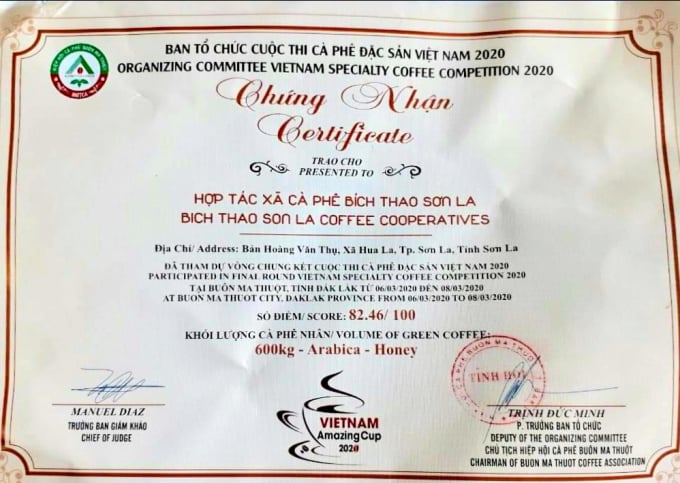 BAN TỔ CHỨC CUỘC THI CÀ PHÊ ĐẶC SẢN VIỆT NAM 2020
ORGANIZING COMMITTEE VIETNAM SPECIALTY COFFEE COMPETITION 2020
Chứng Nhận
Certificate
TRAO CHO
PRESENTED TO
HỢP TÁC XÃ CÀ PHÊ BÍCH THAO SƠN LA
BICH THAO SON LA COFFEE COOPERATIVES
Địa Chỉ/ Address: Bản Hoàng Văn Thụ, Xã Hua La, Tp. Sơn La, Tỉnh Sơn La
ĐÃ THAM DỰ VÒNG CHUNG KẾT CUỘC THI CÀ PHÊ ĐẶC SẢN VIỆT NAM 2020
PARTICIPATED IN FINAL ROUND VIETNAM SPECIALTY COFFEE COMPETITION 2020
TẠI BUÔN MA THUỘT, TỈNH ĐẮK LẮK TỪ 06/03/2020 ĐẾN 08/03/2020
AT BUON MA THUOT CITY, DAKLAK PROVINCE FROM 06/03/2020 TO 08/03/2020
SỐ ĐIỂM/ SCORE: 82.46/ 100
KHỐI LƯỢNG CÀ PHÊ NHÂN/ VOLUME OF GREEN COFFEE:
600kg - Arabica - Honey
MANUEL DIAZ
TRƯỞNG BAN GIÁM KHẢO
CHIEF OF JUDGE
VIETNAM
AmazingCup
2020
TRỊNH ĐỨC MINH
P. TRƯỞNG BAN TỔ CHỨC
DEPUTY OF THE ORGANIZING COMMITTEE
CHỦ TỊCH HIỆP HỘI CÀ PHÊ BUÔN MA THUỘT
CHAIRMAN OF BUON MA THUOT COFFEE ASSOCIATION